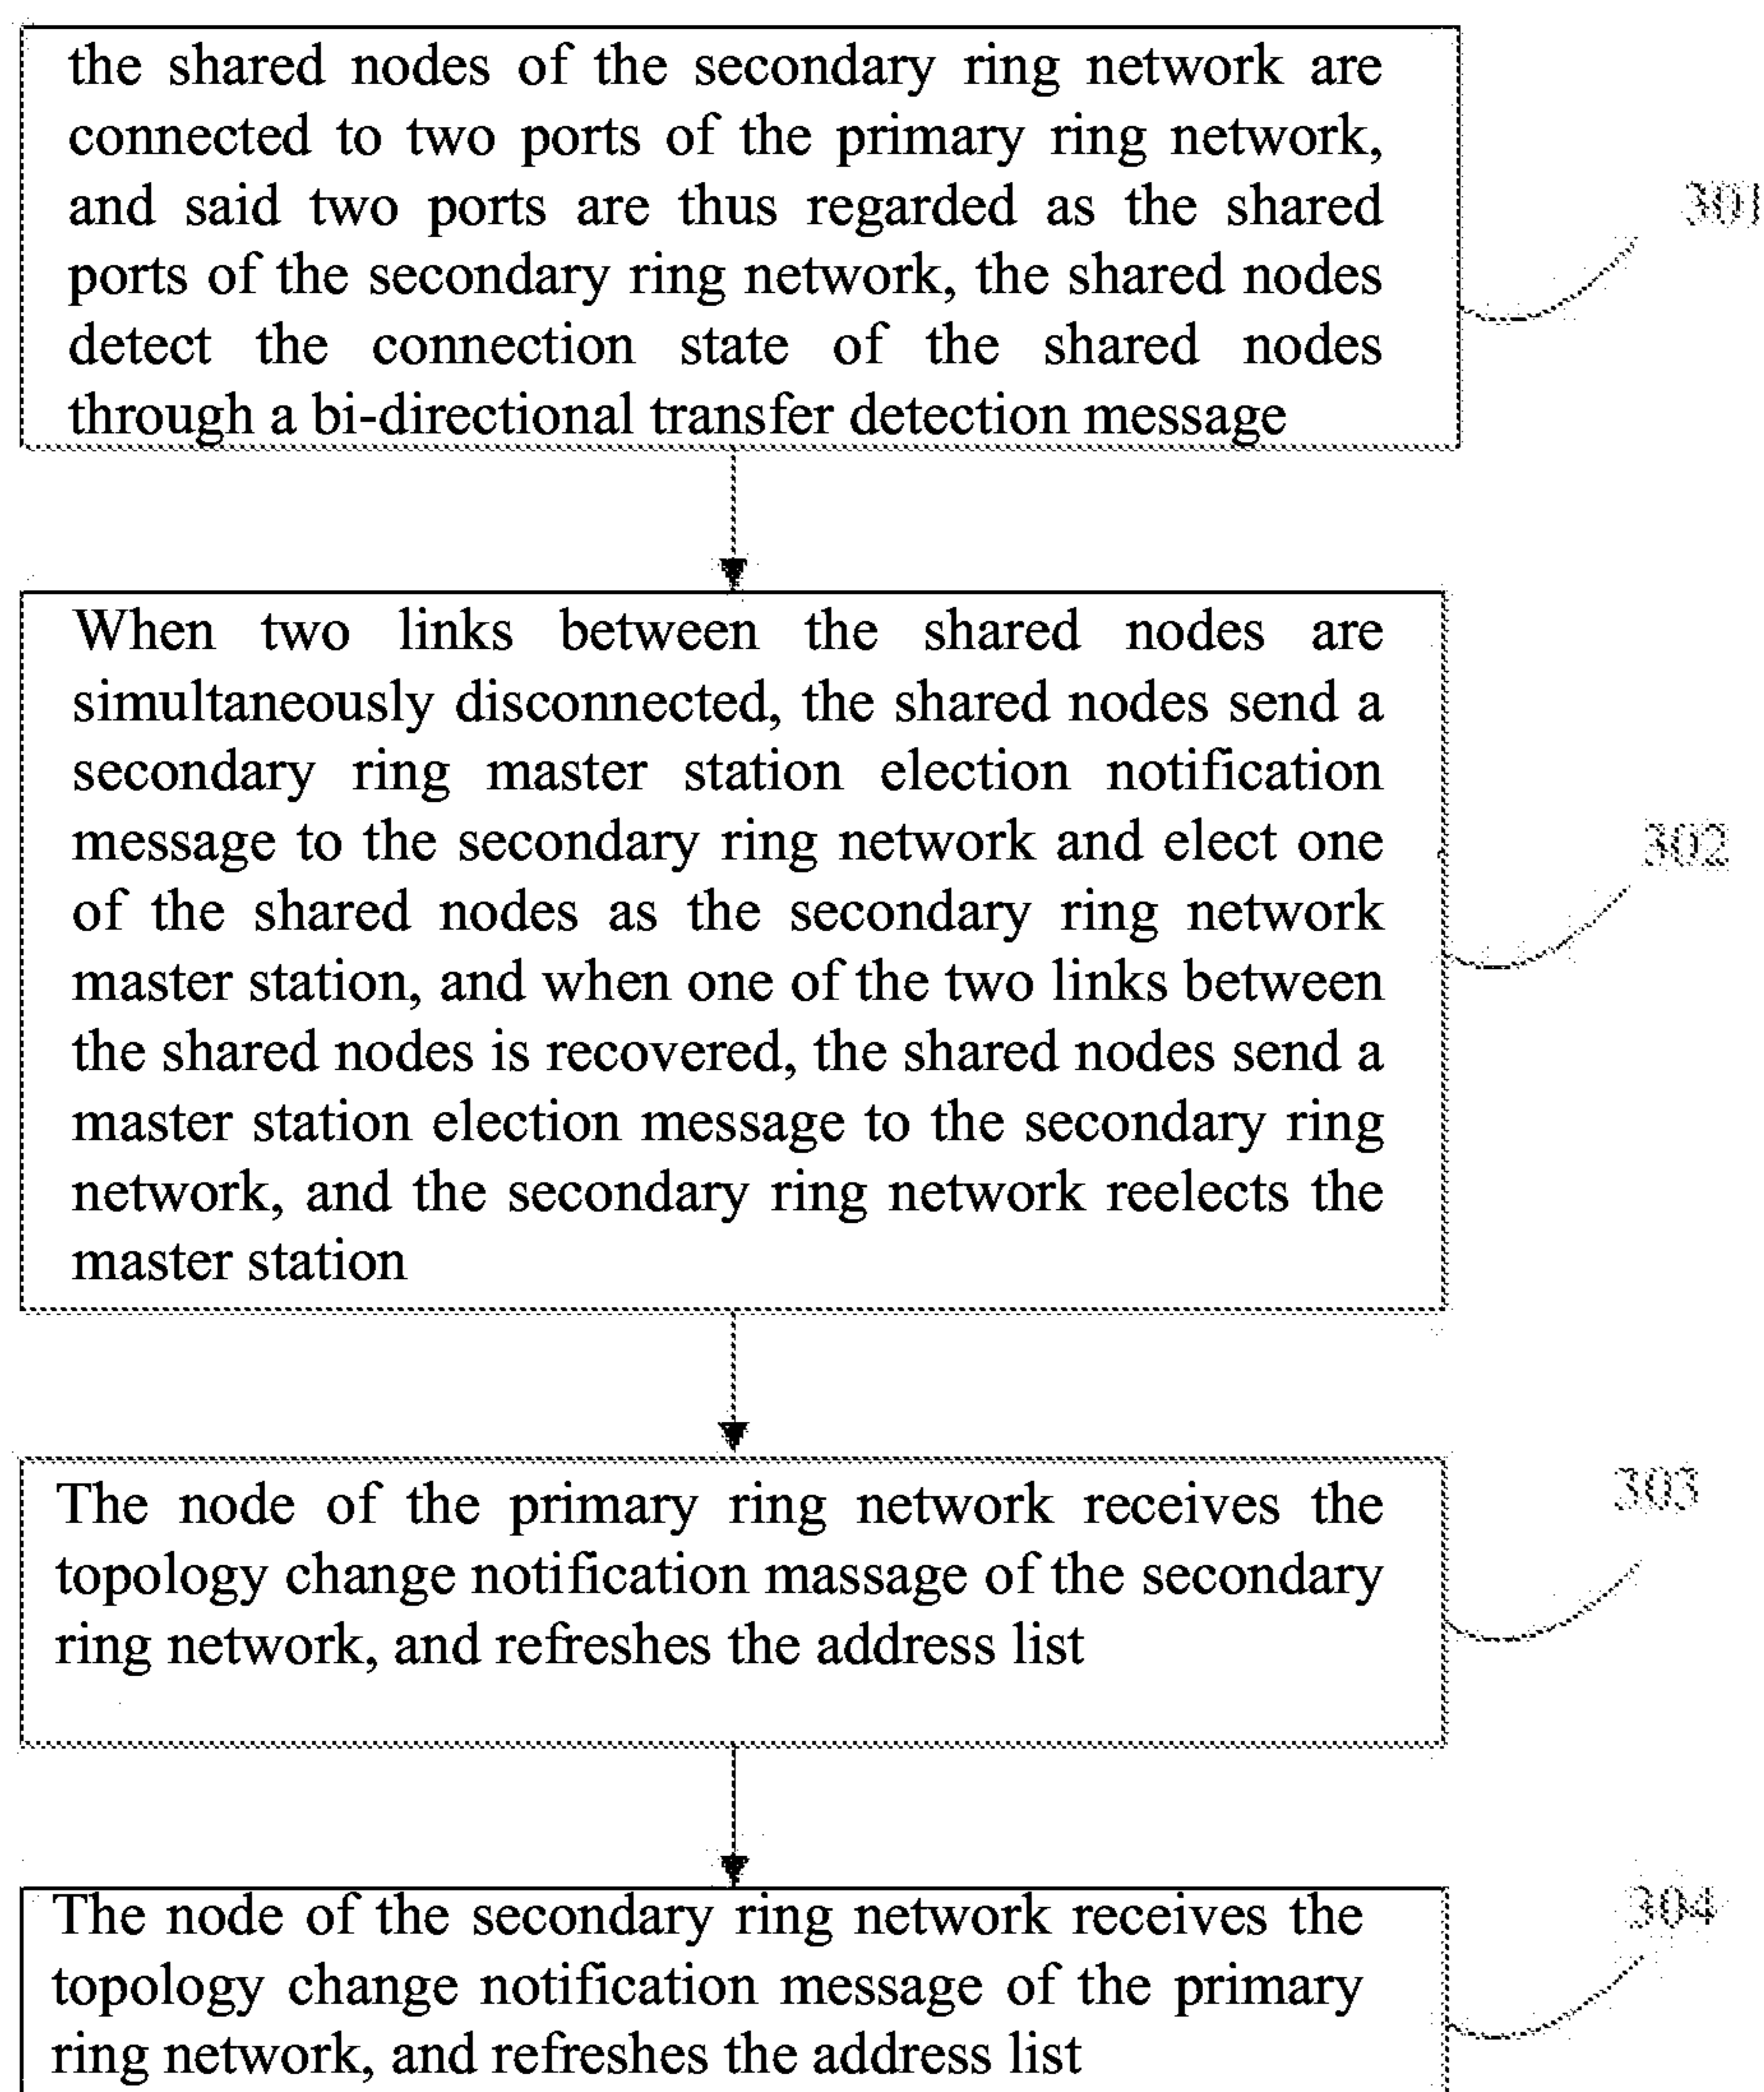 the shared nodes of the secondary ring network are
connected to two ports of the primary ring network,
and said two ports are thus regarded as the shared
ports of the secondary ring network, the shared nodes
detect the connection state of the shared nodes
through a bi-directional transfer detection message
301
When two links between the shared nodes are
simultaneously disconnected, the shared nodes send a
secondary ring master station election notification
message to the secondary ring network and elect one
of the shared nodes as the secondary ring network
master station, and when one of the two links between
the shared nodes is recovered, the shared nodes send a
master station election message to the secondary ring
network, and the secondary ring network reelects the
master station
302
The node of the primary ring network receives the
topology change notification massage of the secondary
ring network, and refreshes the address list
303
The node of the secondary ring network receives the
topology change notification message of the primary
ring network, and refreshes the address list
304